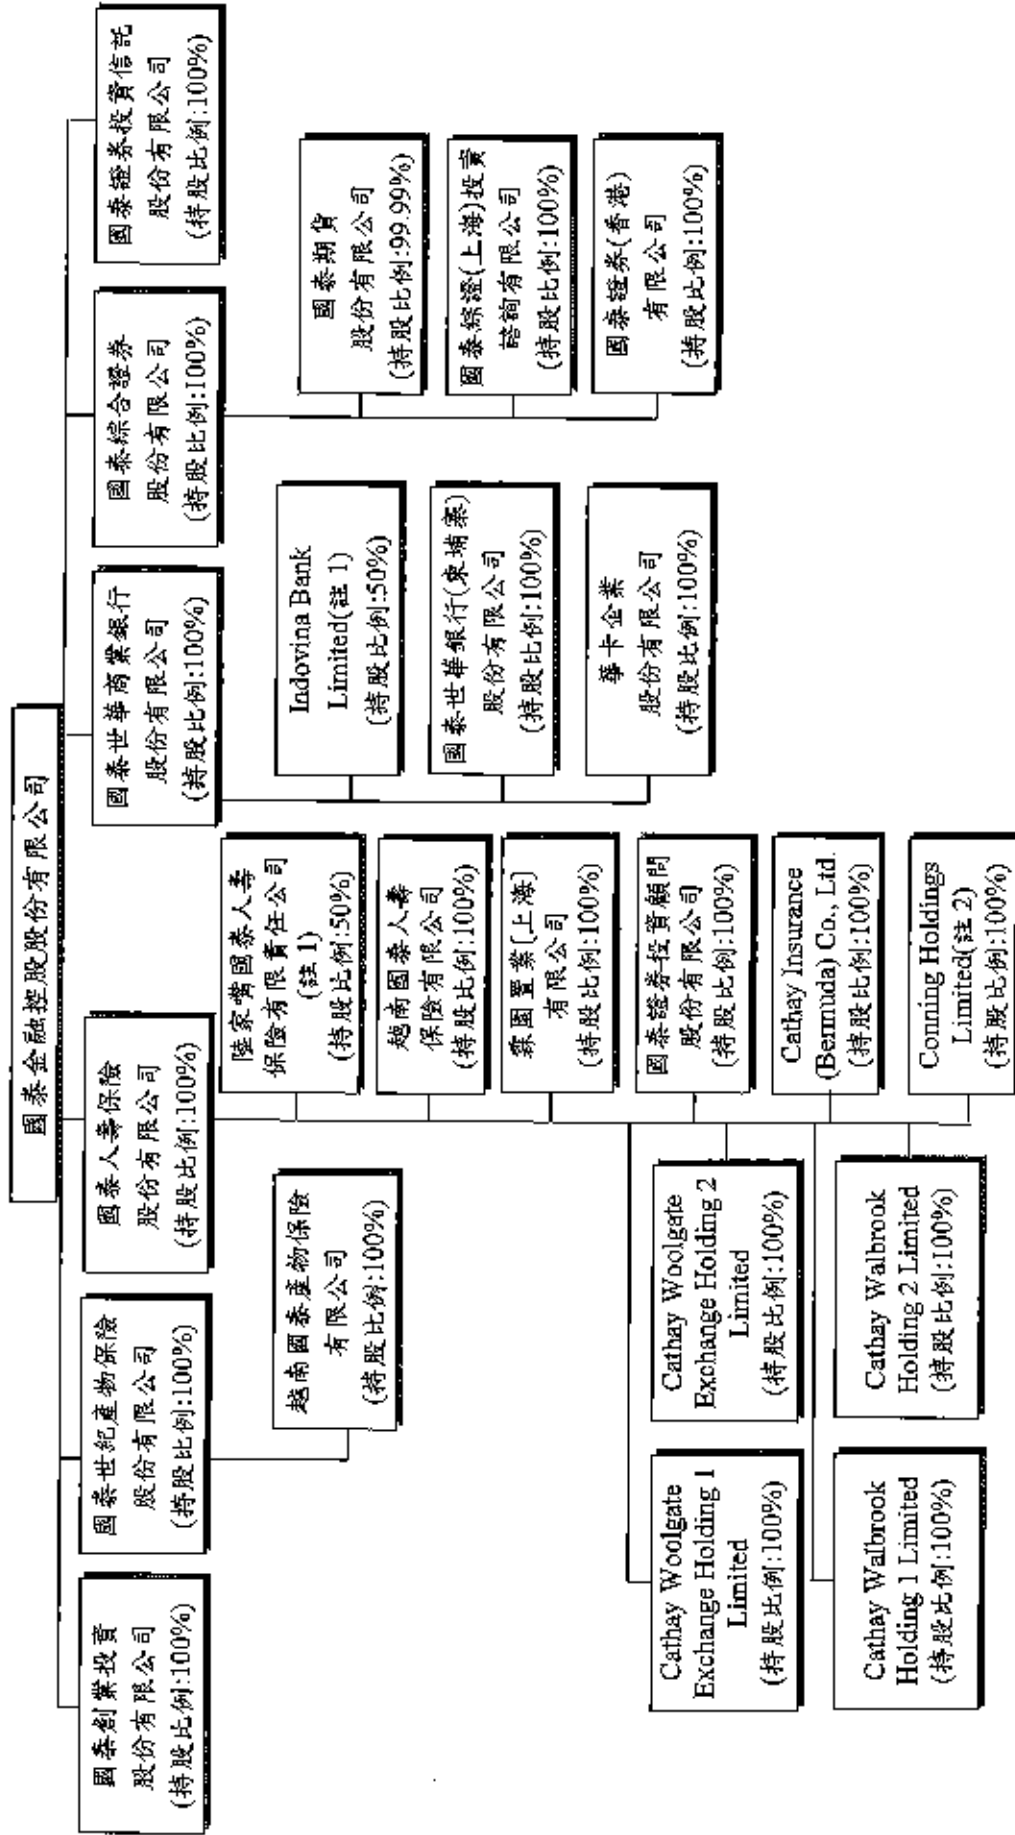 國泰金融控股股份有限公司
國泰創業投資
股份有限公司
(持股比例:100%)
國泰世紀產物保險
股份有限公司
(持股比例:100%)
國泰人壽保險
股份有限公司
(持股比例:100%)
國泰世華商業銀行
股份有限公司
(持股比例:100%)
國泰綜合證券
股份有限公司
(持股比例:100%)
國泰證券投資信託
股份有限公司
(持股比例:100%)
越南國泰產物保險
有限公司
(持股比例:100%)
陸家嘴國泰人壽
保險有限責任公司
(註 1)
(持股比例:50%)
越南國泰人壽
保險有限公司
(持股比例:100%)
霖園置業(上海)
有限公司
(持股比例:100%)
國泰證券投資顧問
股份有限公司
(持股比例:100%)
Cathay Insurance
(Bermuda) Co., Ltd.
(持股比例:100%)
Conning Holdings
Limited(註 2)
(持股比例:100%)
Cathay Woolgate
Exchange Holding 1
Limited
(持股比例:100%)
Cathay Woolgate
Exchange Holding 2
Limited
(持股比例:100%)
Cathay Walbrook
Holding 1 Limited
(持股比例:100%)
Cathay Walbrook
Holding 2 Limited
(持股比例:100%)
Indovina Bank
Limited(註 1)
(持股比例:50%)
國泰世華銀行(柬埔寨)
股份有限公司
(持股比例:100%)
華卡企業
股份有限公司
(持股比例:100%)
國泰期貨
股份有限公司
(持股比例:99.99%)
國泰綜證(上海)投資
諮詢有限公司
(持股比例:100%)
國泰證券(香港)
有限公司
(持股比例:100%)